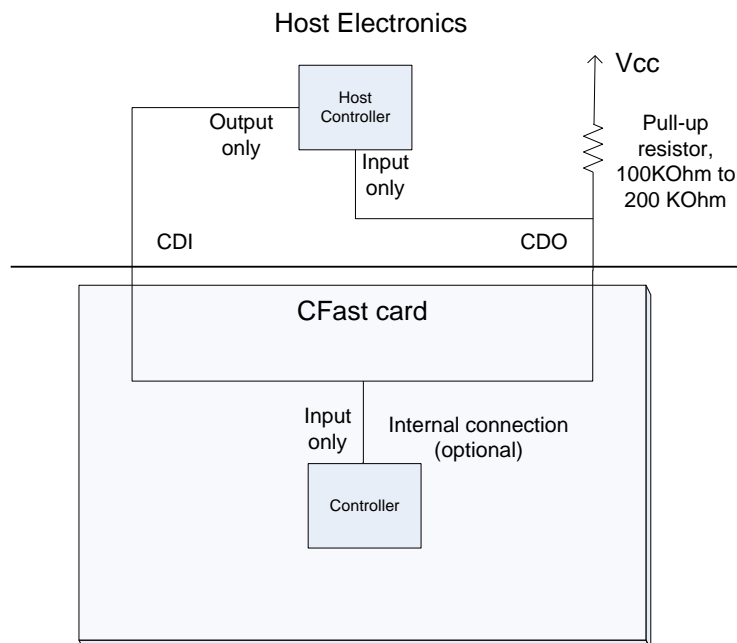 Host Electronics
Vcc
Host
Controller
Output
only
Input
only
Pull-up
resistor,
100KOhm to
200 KOhm
CDI
CDO
CFast card
Input
only
Internal connection
(optional)
Controller